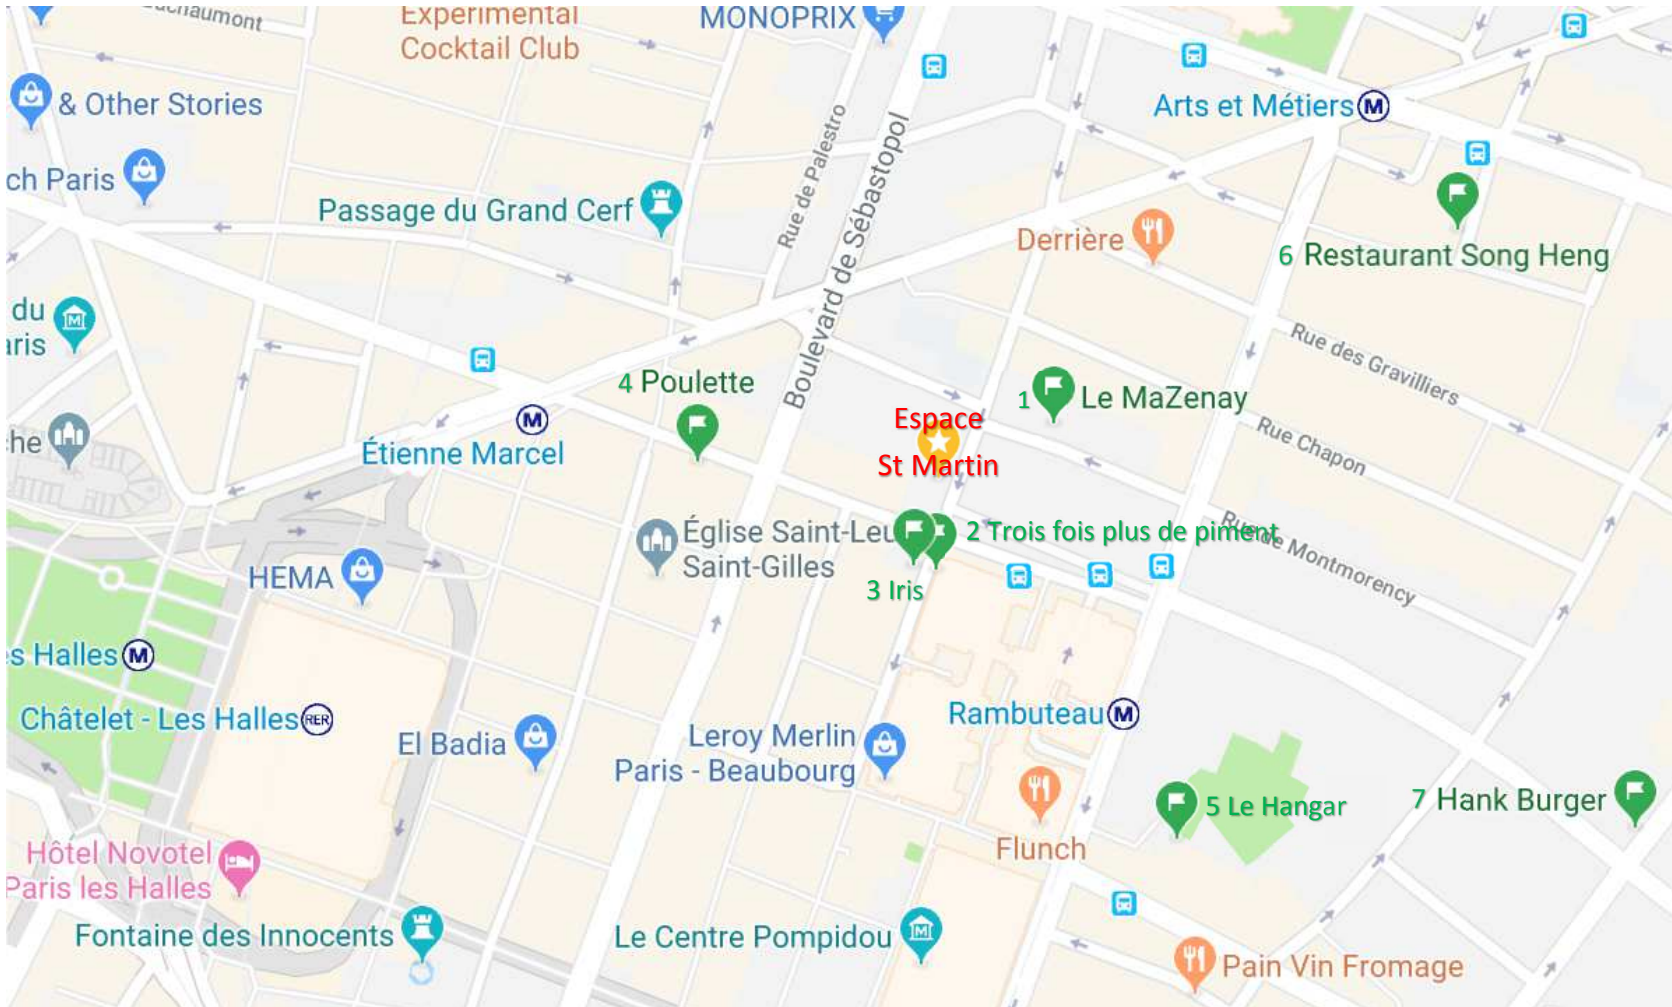 Experimental
Cocktail Club
MONOPRIX
& Other Stories
Arts et Métiers M
ch Paris
Passage du Grand Cerf
Rue de Palestro
Boulevard de Sébastopol
Derrière
6 Restaurant Song Heng
du
aris
Rue des Gravilliers
4 Poulette
1 Le MaZenay
Espace
St Martin
Rue Chapon
M
Étienne Marcel
che
Église Saint-Leu
Saint-Gilles
2 Trois fois plus de piment
Rue de Montmorency
3 Iris
HEMA
es Halles M
Châtelet - Les Halles RER
El Badia
Leroy Merlin
Paris - Beaubourg
Rambuteau M
5 Le Hangar
7 Hank Burger
Flunch
Hôtel Novotel
Paris les Halles
Fontaine des Innocents
Le Centre Pompidou
Pain Vin Fromage